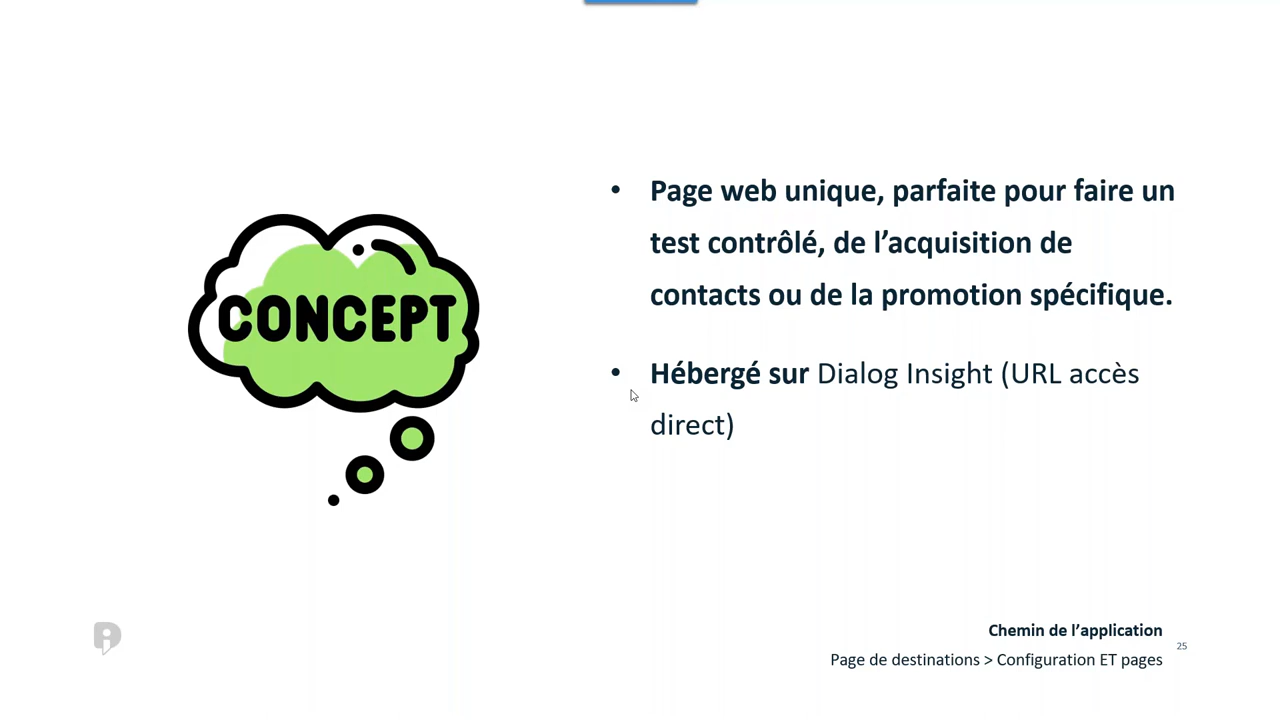 CONCEPT
• Page web unique, parfaite pour faire un
test contrôlé, de l’acquisition de
contacts ou de la promotion spécifique.
• Hébergé sur Dialog Insight (URL accès
direct)
Chemin de l’application
25
Page de destinations > Configuration ET pages